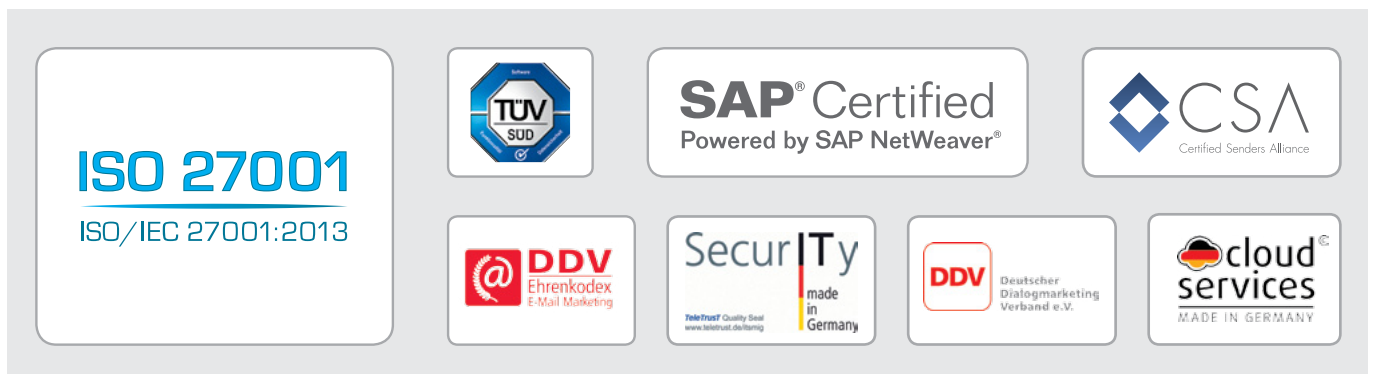 ISO 27001
ISO/IEC 27001:2013
Software
TÜV
SÜD
SAP® Certified
Powered by SAP NetWeaver®
CSA
Certified Senders Alliance
@ DDV
Ehrenkodex
E-Mail Marketing
SecurITy
made
in
Germany
TeleTrusT Quality Seal
www.teletrust.de/itsmig
DDV
Deutscher
Dialogmarketing
Verband e.V.
cloud ©
services
MADE IN GERMANY